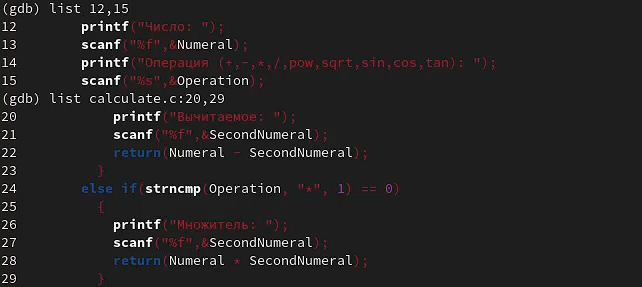 (gdb) list 12,15
12 printf("Число: ");
13 scanf("%f",&Numeral);
14 printf("Операция (+,-,*,/,pow,sqrt,sin,cos,tan): ");
15 scanf("%s",&Operation);
(gdb) list calculate.c:20,29
20 printf("Вычитаемое: ");
21 scanf("%f",&SecondNumeral);
22 return(Numeral - SecondNumeral);
23 }
24 else if(strncmp(Operation, "*", 1) == 0)
25 {
26 printf("Множитель: ");
27 scanf("%f",&SecondNumeral);
28 return(Numeral * SecondNumeral);
29 }